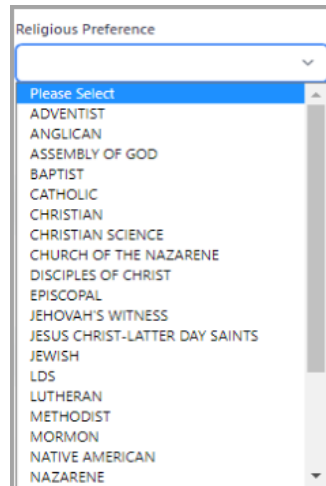 Religious Preference
Please Select
ADVENTIST
ANGLICAN
ASSEMBLY OF GOD
BAPTIST
CATHOLIC
CHRISTIAN
CHRISTIAN SCIENCE
CHURCH OF THE NAZARENE
DISCIPLES OF CHRIST
EPISCOPAL
JEHOVAH'S WITNESS
JESUS CHRIST-LATTER DAY SAINTS
JEWISH
LDS
LUTHERAN
METHODIST
MORMON
NATIVE AMERICAN
NAZARENE